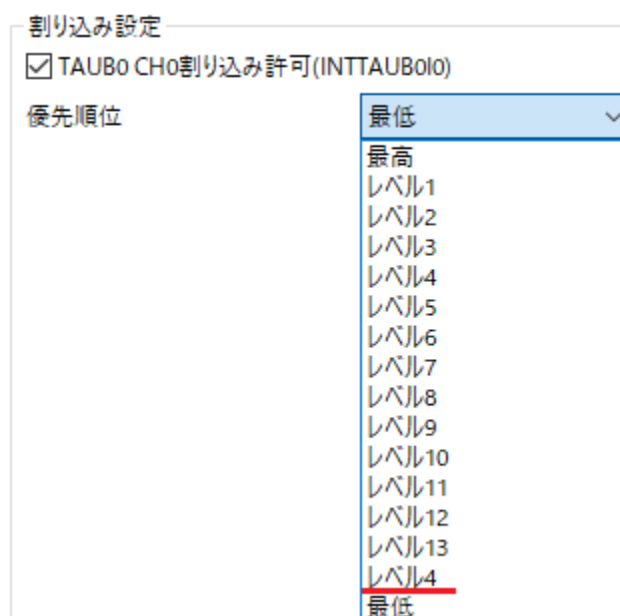 割り込み設定
TAUB0 CH0割り込み許可(INTTAUB0I0)
優先順位
最低
最高
レベル1
レベル2
レベル3
レベル4
レベル5
レベル6
レベル7
レベル8
レベル9
レベル10
レベル11
レベル12
レベル13
レベル4
最低